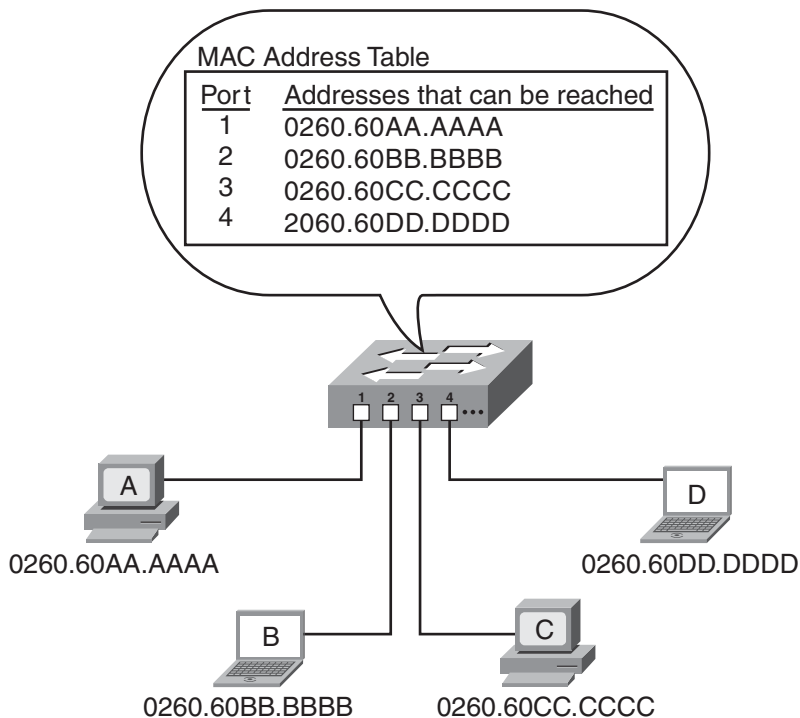 MAC Address Table
Port Addresses that can be reached
1 0260.60AA.AAAA
2 0260.60BB.BBBB
3 0260.60CC.CCCC
4 2060.60DD.DDDD
1 2 3 4
A
D
0260.60AA.AAAA
0260.60DD.DDDD
B
C
0260.60BB.BBBB
0260.60CC.CCCC